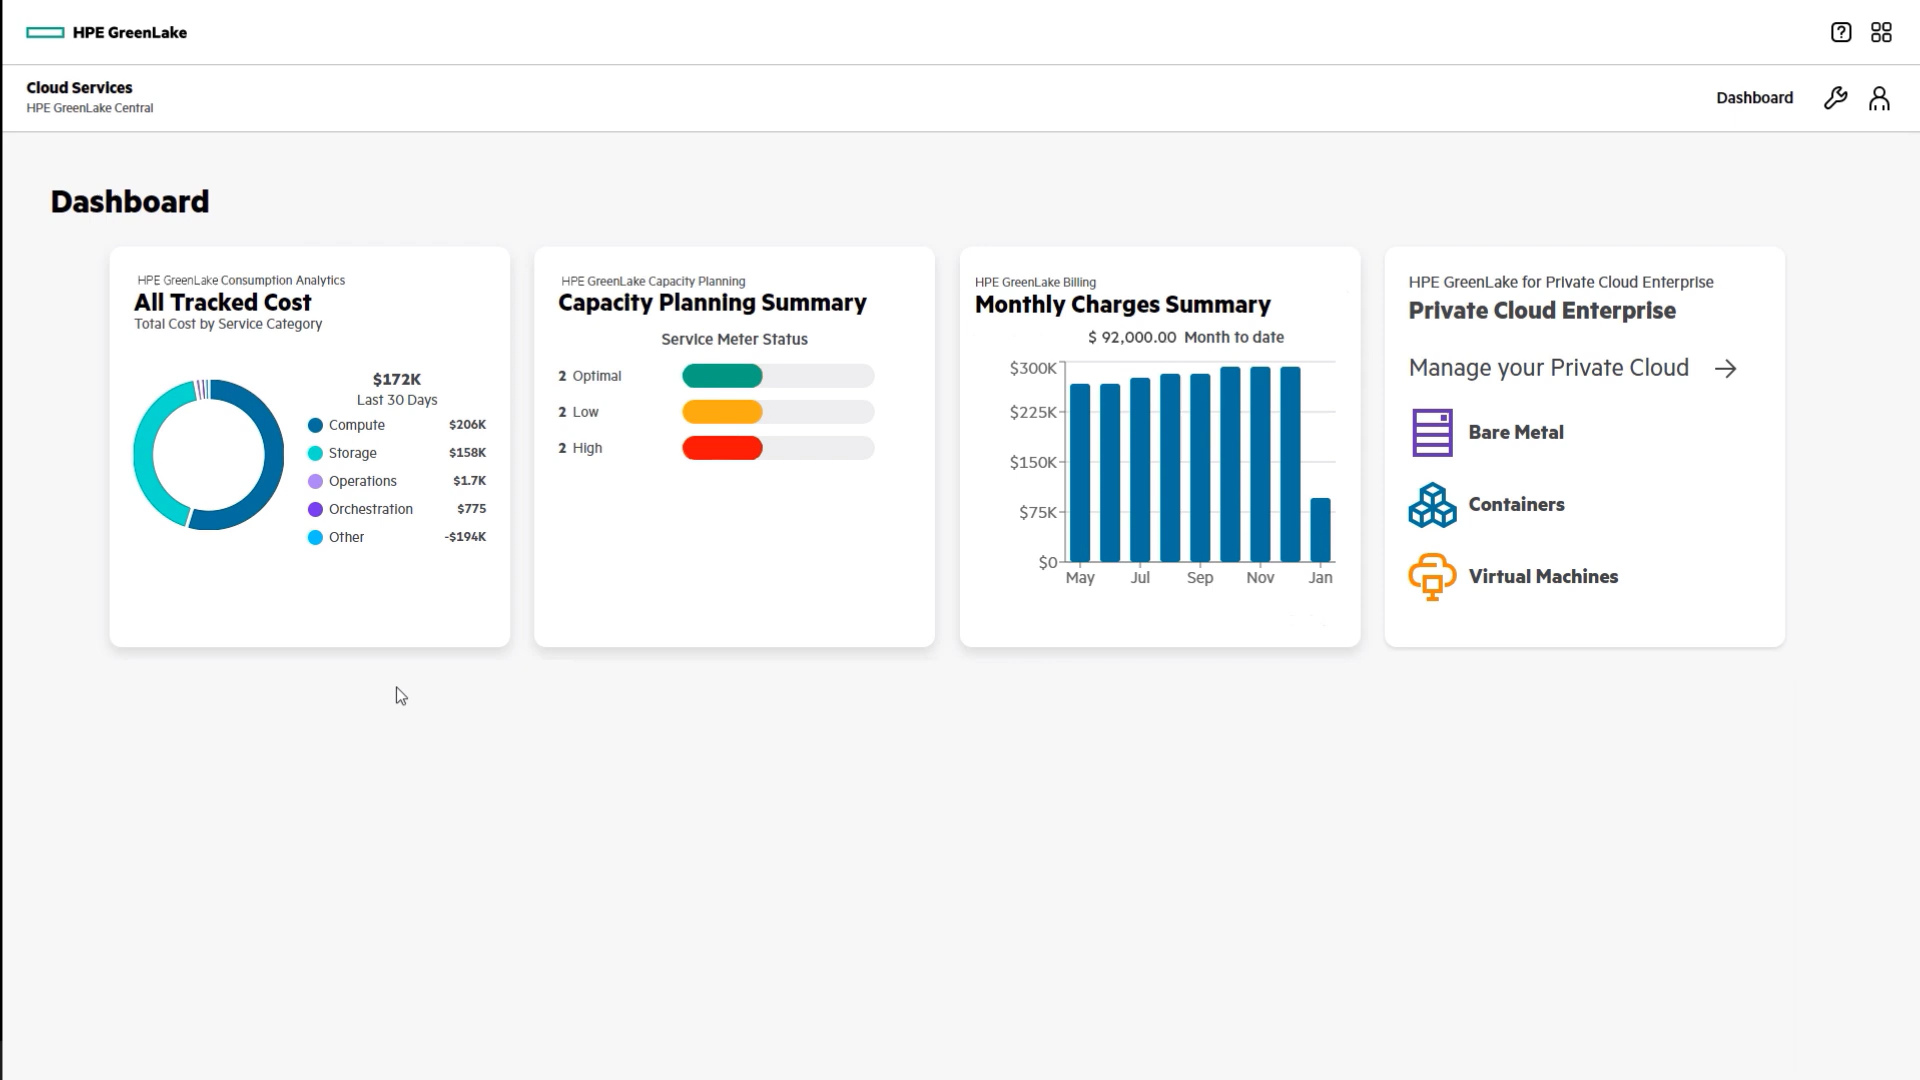 HPE GreenLake
Cloud Services
HPE GreenLake Central
Dashboard
Dashboard
HPE GreenLake Consumption Analytics
All Tracked Cost
Total Cost by Service Category
$172K
Last 30 Days
Compute $206K
Storage $158K
Operations $1.7K
Orchestration $775
Other -$194K
HPE GreenLake Capacity Planning
Capacity Planning Summary
Service Meter Status
2 Optimal
2 Low
2 High
HPE GreenLake Billing
Monthly Charges Summary
$ 92,000.00 Month to date
$300K
$225K
$150K
$75K
$0
May Jul Sep Nov Jan
HPE GreenLake for Private Cloud Enterprise
Private Cloud Enterprise
Manage your Private Cloud
Bare Metal
Containers
Virtual Machines